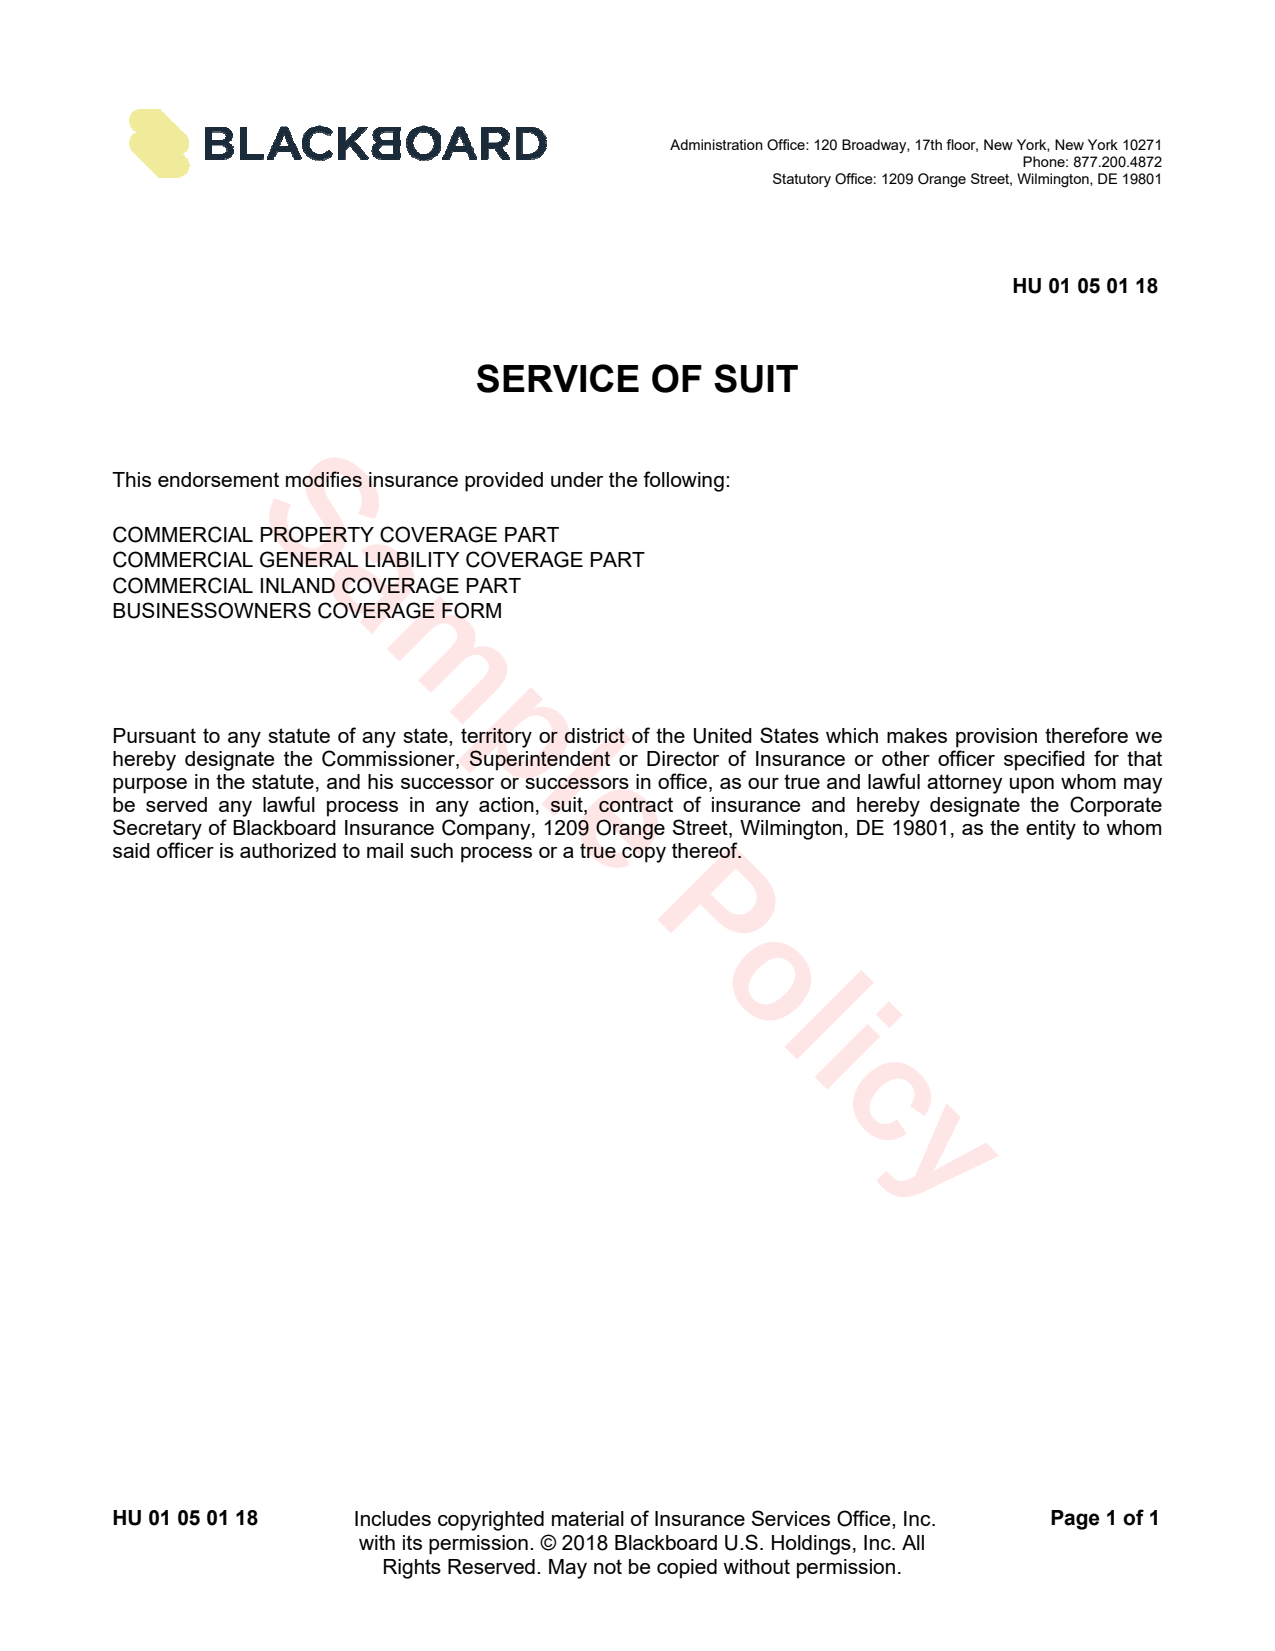 BLACKBOARD
Administration Office: 120 Broadway, 17th floor, New York, New York 10271
Phone: 877.200.4872
Statutory Office: 1209 Orange Street, Wilmington, DE 19801
HU 01 05 01 18
SERVICE OF SUIT
This endorsement modifies insurance provided under the following:
COMMERCIAL PROPERTY COVERAGE PART
COMMERCIAL GENERAL LIABILITY COVERAGE PART
COMMERCIAL INLAND COVERAGE PART
BUSINESSOWNERS COVERAGE FORM
Pursuant to any statute of any state, territory or district of the United States which makes provision therefore we
hereby designate the Commissioner, Superintendent or Director of Insurance or other officer specified for that
purpose in the statute, and his successor or successors in office, as our true and lawful attorney upon whom may
be served any lawful process in any action, suit, contract of insurance and hereby designate the Corporate
Secretary of Blackboard Insurance Company, 1209 Orange Street, Wilmington, DE 19801, as the entity to whom
said officer is authorized to mail such process or a true copy thereof.
Sample Policy
HU 01 05 01 18
Includes copyrighted material of Insurance Services Office, Inc.
with its permission. © 2018 Blackboard U.S. Holdings, Inc. All
Rights Reserved. May not be copied without permission.
Page 1 of 1